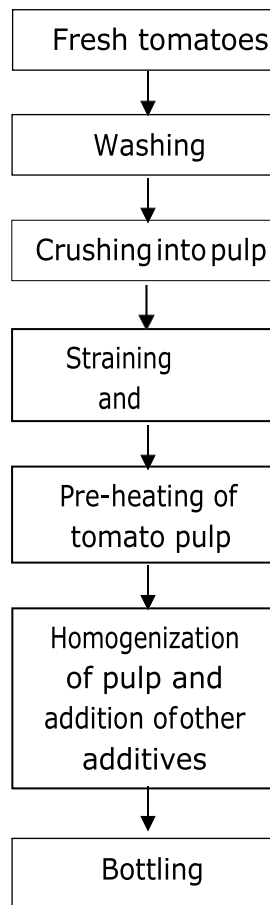 Fresh tomatoes
Washing
Crushing into pulp
Straining
and
Pre-heating of
tomato pulp
Homogenization
of pulp and
addition of other
additives
Bottling